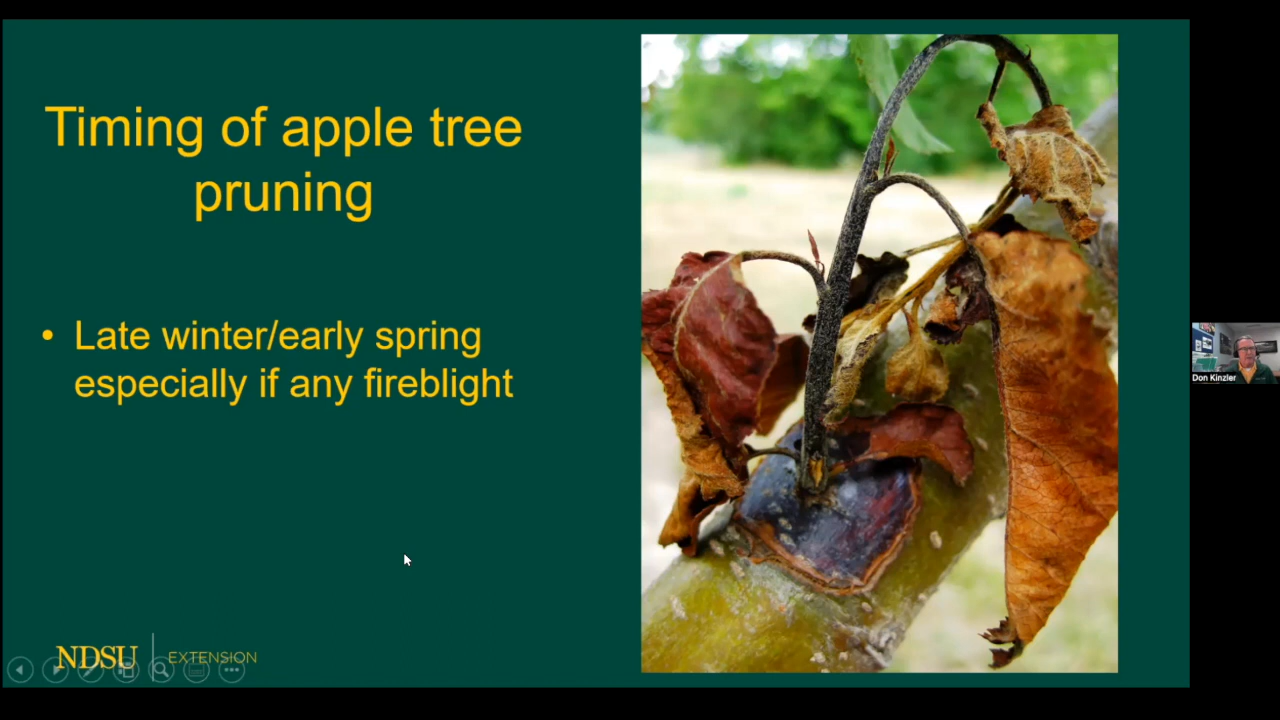 Timing of apple tree
pruning
• Late winter/early spring
especially if any fireblight
Don Kinzler
NDSU EXTENSION